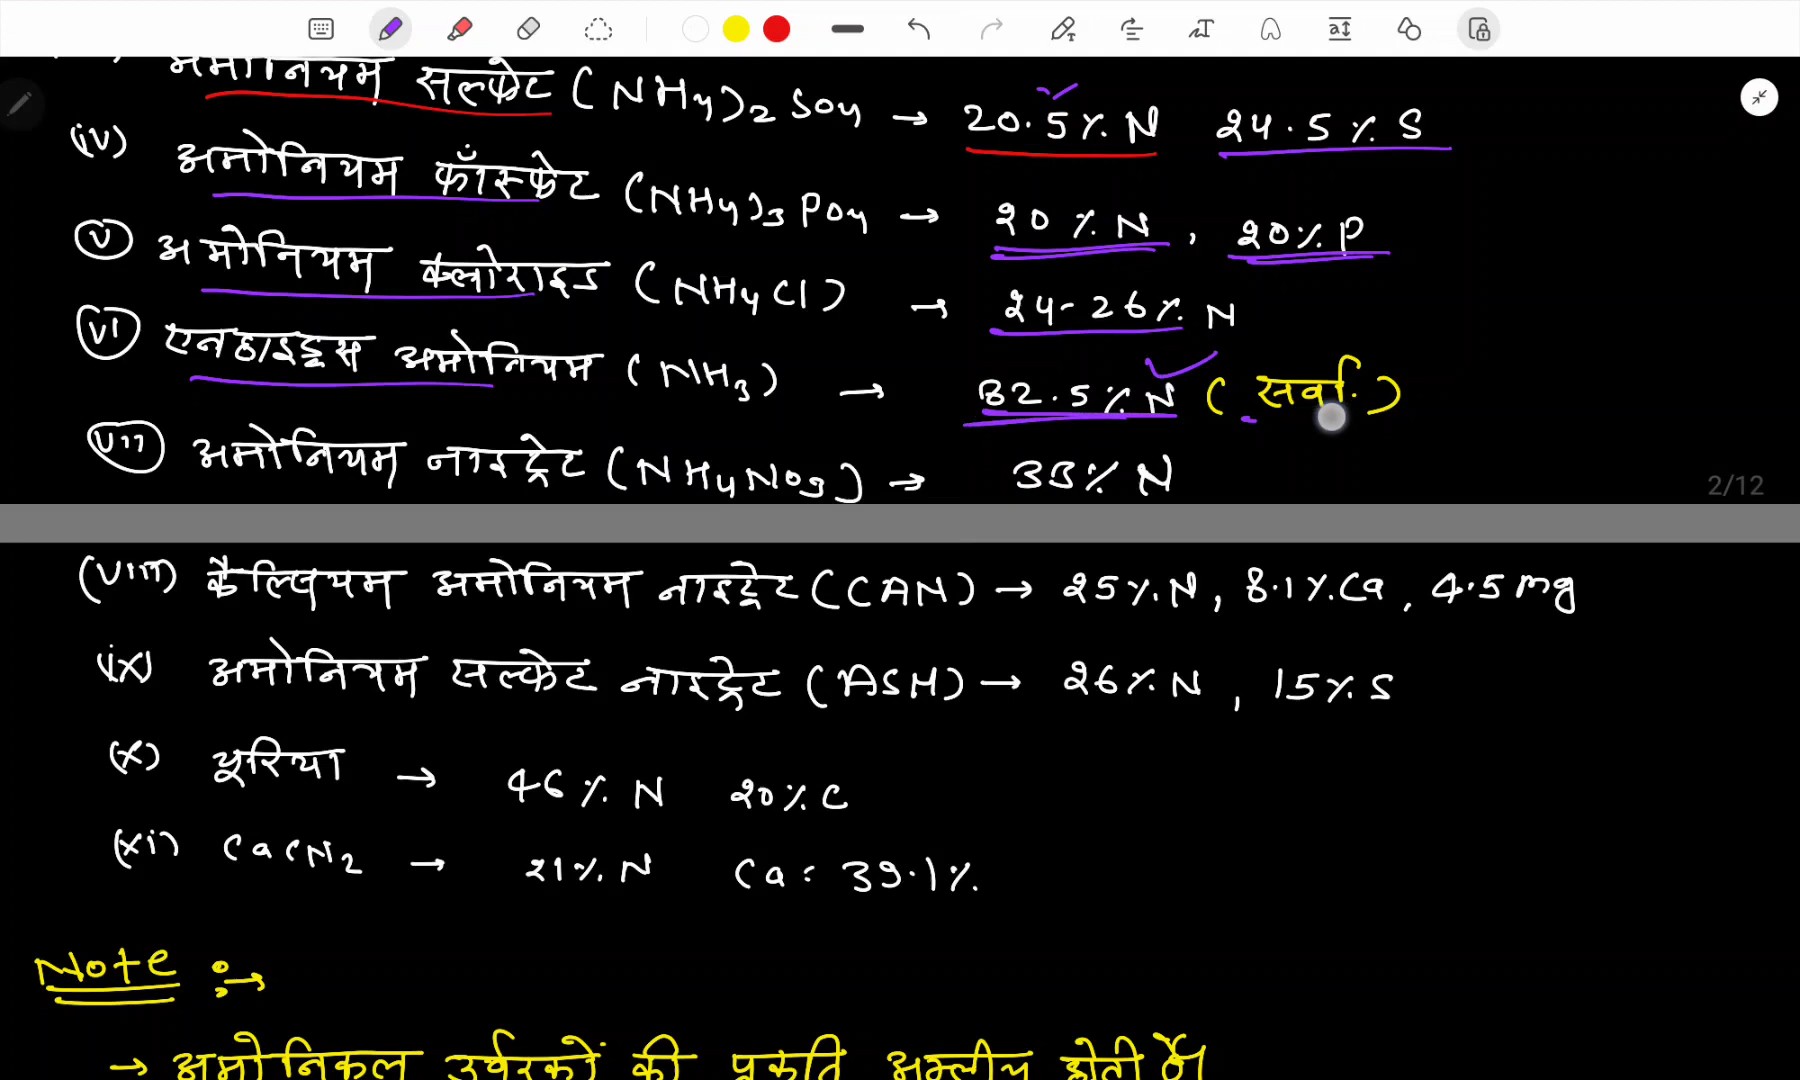 अमोनियम सल्फेट (NH4)2 SO4 → 20.5% N 24.5% S
(iv) अमोनियम फॉस्फेट (NH4)3 PO4 → 20% N, 20% P
(v) अमोनियम क्लोराइड (NH4Cl) → 24-26% N
(vi) एनहाइड्रस अमोनियम (NH3) → 82.5% N (सर्वा.)
(vii) अमोनियम नाइट्रेट (NH4NO3) → 33% N
2/12
(viii) कैल्शियम अमोनियम नाइट्रेट (CAN) → 25% N, 8.1% Ca, 4.5 mg
(ix) अमोनियम सल्फेट नाइट्रेट (ASN) → 26% N, 15% S
(x) यूरिया → 46% N 20% C
(xi) CaCN2 → 21% N Ca = 39.1%
Note :→
→ अमोनिकल उर्वरकों की प्रकृति अम्लीय होती है।